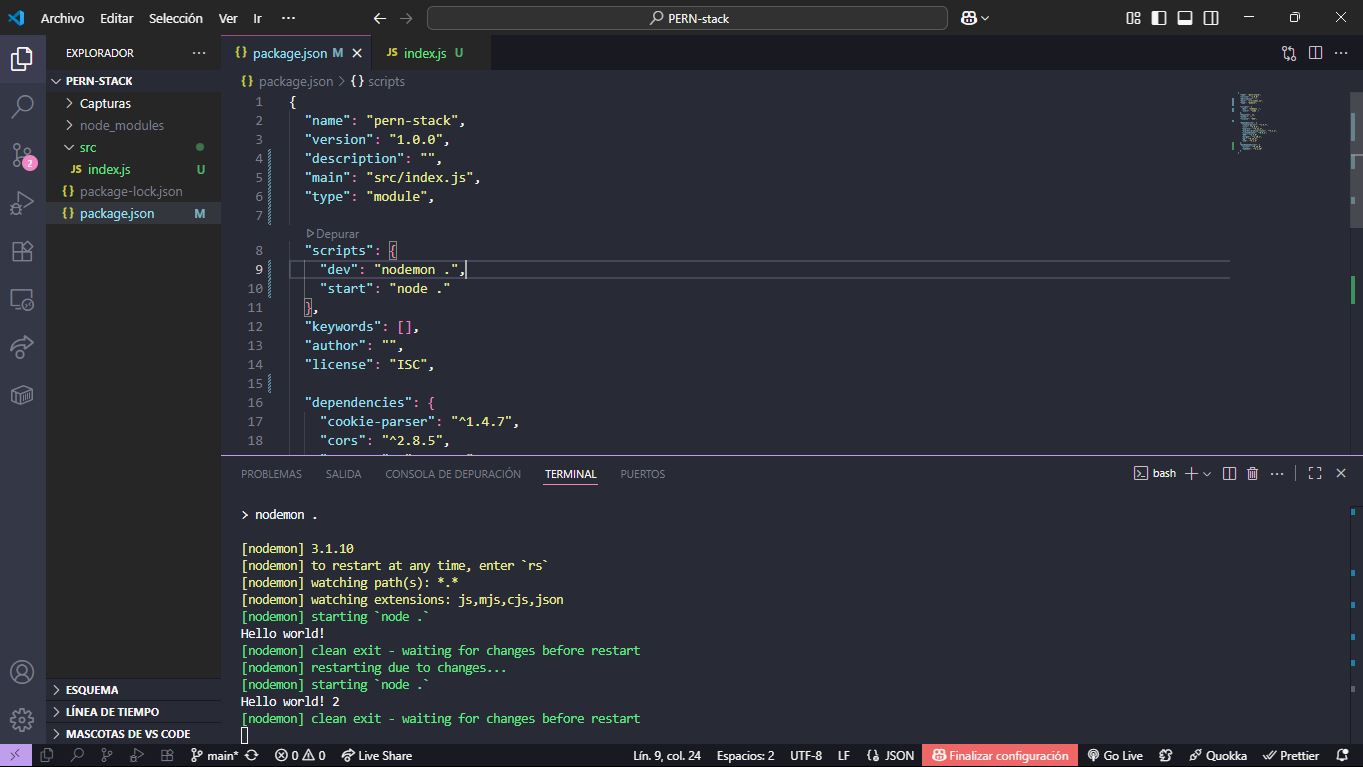 Archivo Editar Selección Ver Ir ··· PERN-stack
EXPLORADOR ···
PERN-STACK
Capturas
node_modules
src
JS index.js U
{} package-lock.json
{} package.json M
2
ESQUEMA
LÍNEA DE TIEMPO
MASCOTAS DE VS CODE
{} package.json M JS index.js U
{} package.json > {} scripts
1 {
2 "name": "pern-stack",
3 "version": "1.0.0",
4 "description": "",
5 "main": "src/index.js",
6 "type": "module",
7
Depurar
8 "scripts": {
9 "dev": "nodemon .",
10 "start": "node ."
11 },
12 "keywords": [],
13 "author": "",
14 "license": "ISC",
15
16 "dependencies": {
17 "cookie-parser": "^1.4.7",
18 "cors": "^2.8.5",
PROBLEMAS SALIDA CONSOLA DE DEPURACIÓN TERMINAL PUERTOS bash
> nodemon .
[nodemon] 3.1.10
[nodemon] to restart at any time, enter `rs`
[nodemon] watching path(s): *.*
[nodemon] watching extensions: js,mjs,cjs,json
[nodemon] starting `node .`
Hello world!
[nodemon] clean exit - waiting for changes before restart
[nodemon] restarting due to changes...
[nodemon] starting `node .`
Hello world! 2
[nodemon] clean exit - waiting for changes before restart
main* 0 0 Live Share Lín. 9, col. 24 Espacios: 2 UTF-8 LF {} JSON Finalizar configuración Go Live Quokka Prettier